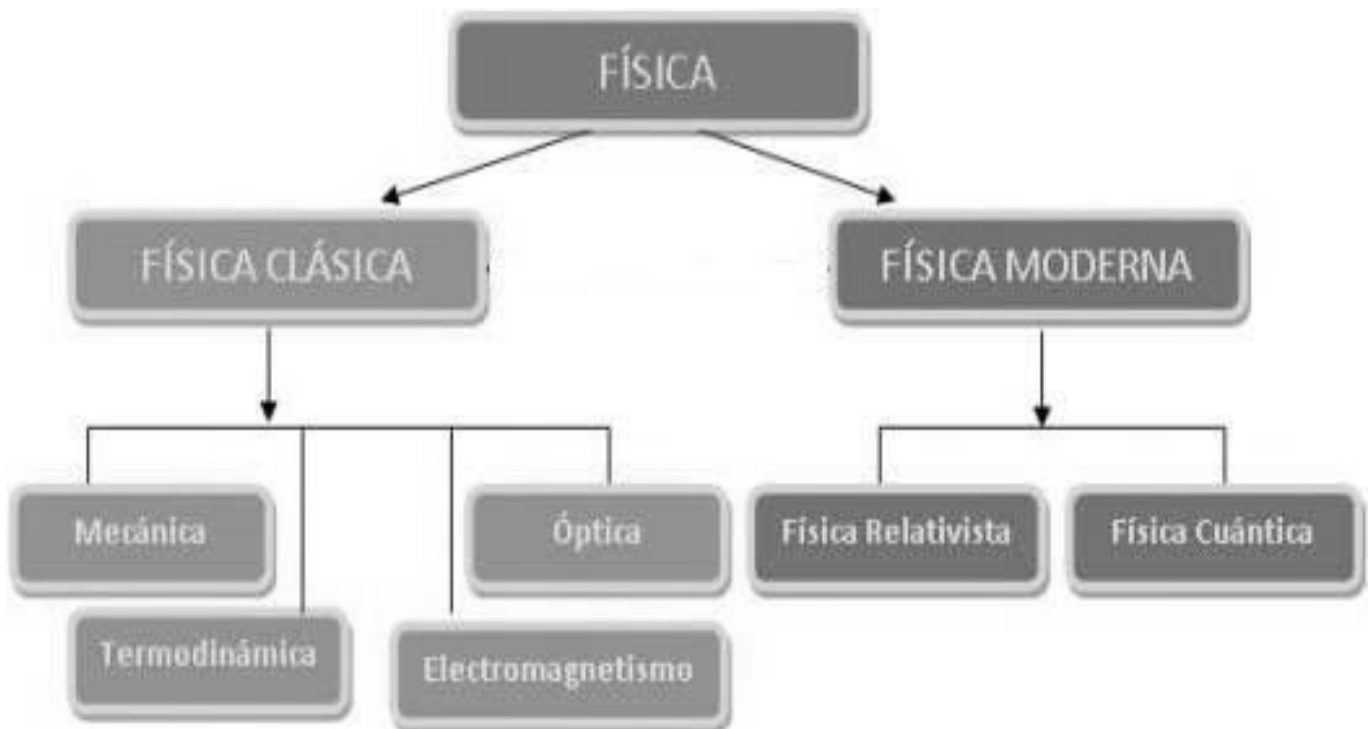 FÍSICA
FÍSICA CLÁSICA
FÍSICA MODERNA
Mecánica
Óptica
Física Relativista
Física Cuántica
Termodinámica
Electromagnetismo